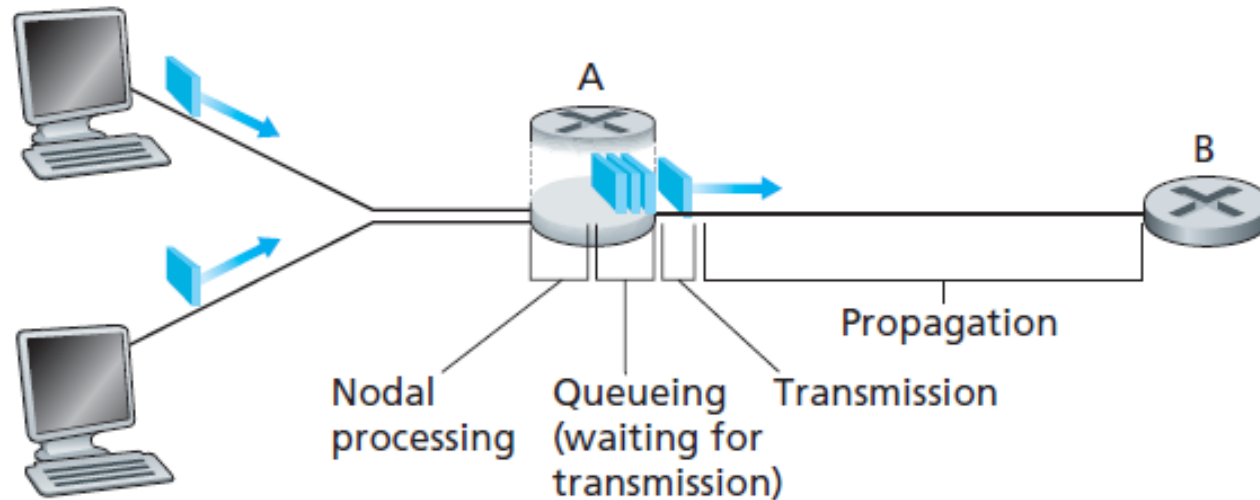 A
B
Propagation
Nodal
processing
Queueing
(waiting for
transmission)
Transmission